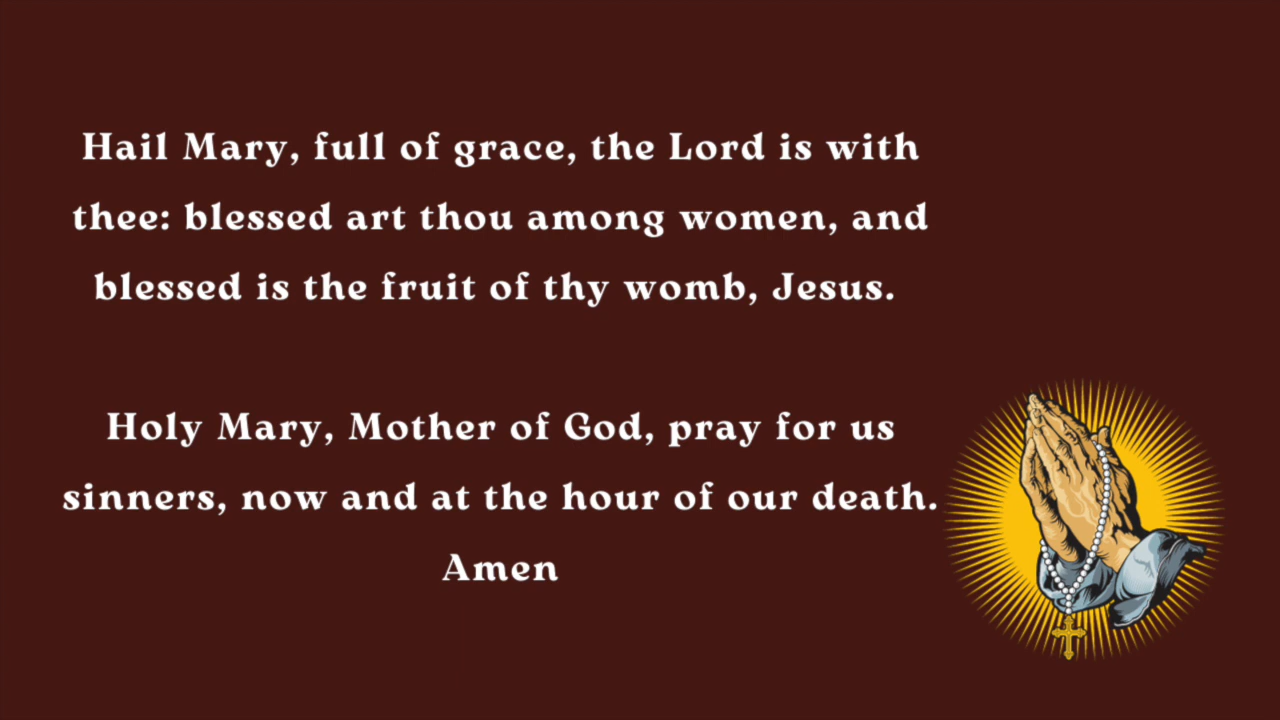 Hail Mary, full of grace, the Lord is with
thee: blessed art thou among women, and
blessed is the fruit of thy womb, Jesus.
Holy Mary, Mother of God, pray for us
sinners, now and at the hour of our death.
Amen